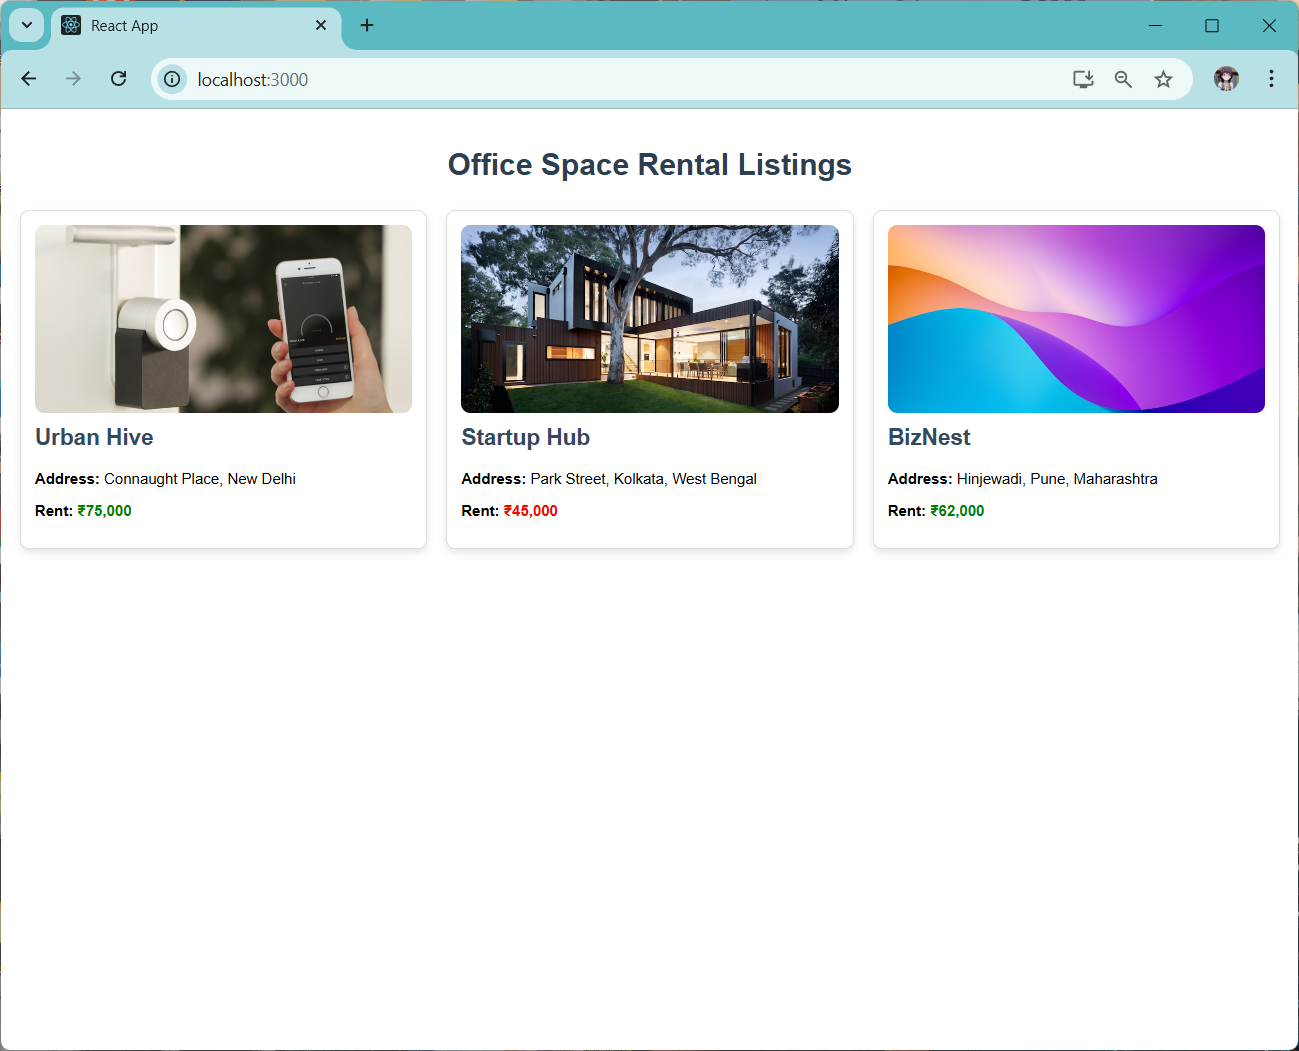 React App
localhost:3000
Office Space Rental Listings
Urban Hive
Address: Connaught Place, New Delhi
Rent: ₹75,000
Startup Hub
Address: Park Street, Kolkata, West Bengal
Rent: ₹45,000
BizNest
Address: Hinjewadi, Pune, Maharashtra
Rent: ₹62,000